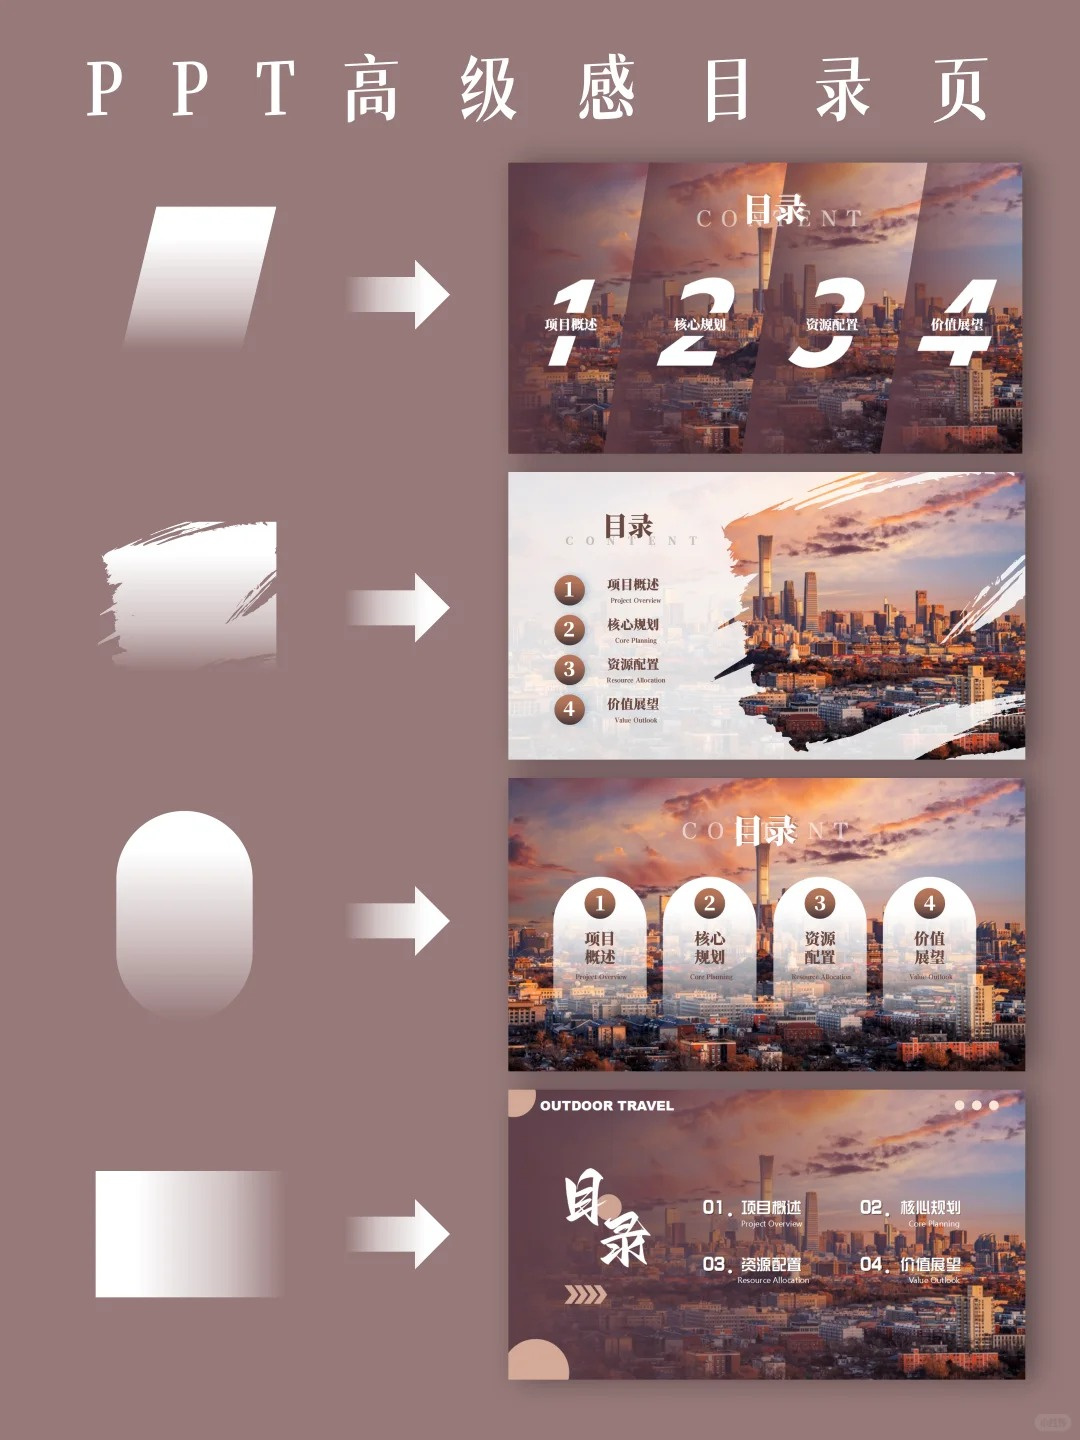 PPT高级感目录页
目录
CONTENT
1 2 3 4
项目概述 核心规划 资源配置 价值展望
目录
CONTENT
1 项目概述
Project Overview
2 核心规划
Core Planning
3 资源配置
Resource Allocation
4 价值展望
Value Outlook
目录
CONTENT
1 2 3 4
项目 核心 资源 价值
概述 规划 配置 展望
Project Overview Core Planning Resource Allocation Value Outlook
OUTDOOR TRAVEL
目录
01. 项目概述 02. 核心规划
Project Overview Core Planning
03. 资源配置 04. 价值展望
Resource Allocation Value Outlook